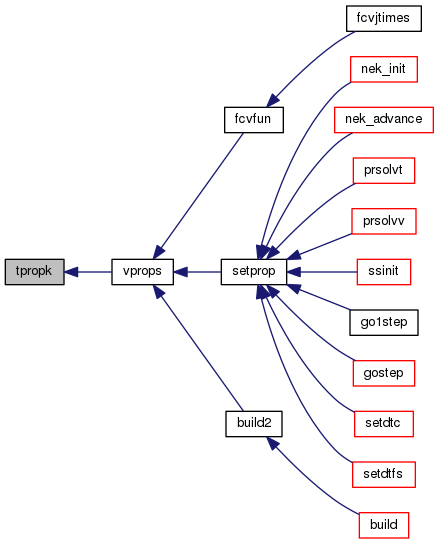 fcvjtimes
nek_init
fcvfun
nek_advance
prsolvt
prsolvv
tpropk
vprops
setprop
ssinit
go1step
gostep
build2
setdtc
setdtfs
build